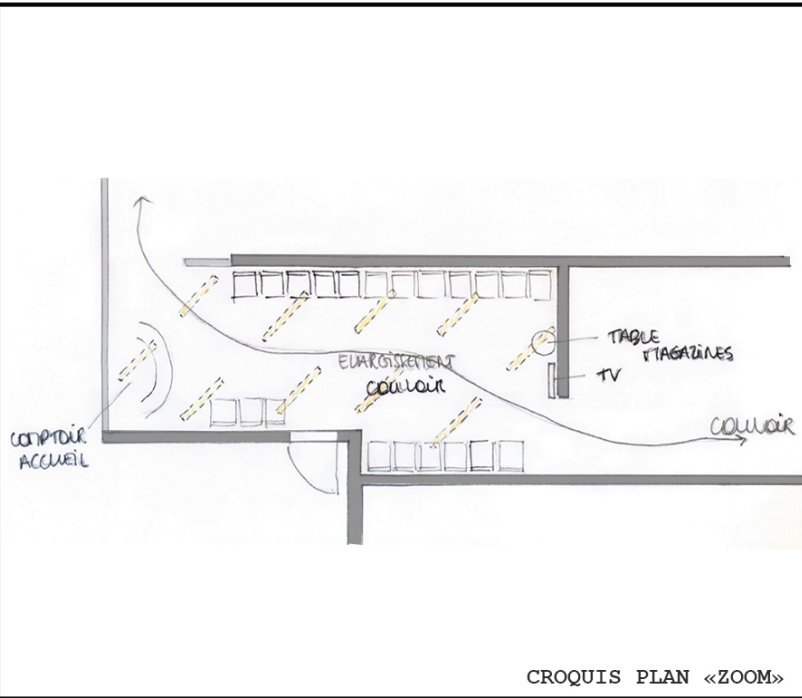 ELARGISSEMENT
COULOIR
TABLE
MAGAZINES
TV
COULOIR
COMPTOIR
ACCUEIL
CROQUIS PLAN «ZOOM»